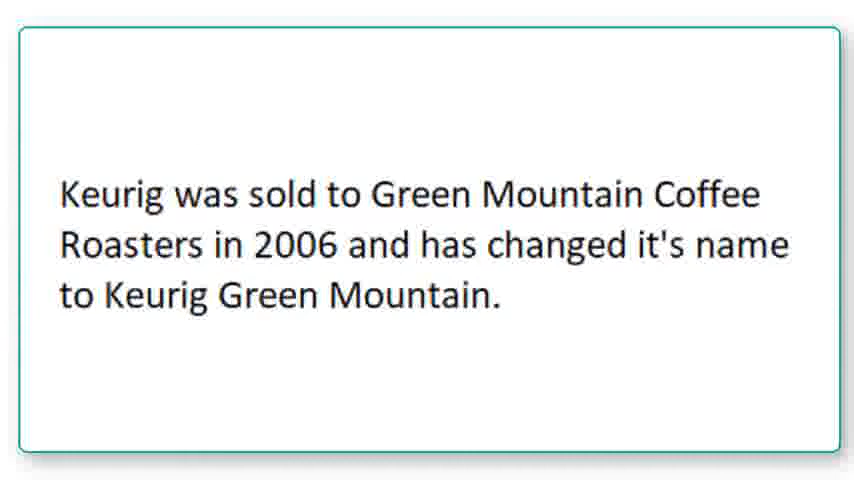 Keurig was sold to Green Mountain Coffee
Roasters in 2006 and has changed it's name
to Keurig Green Mountain.